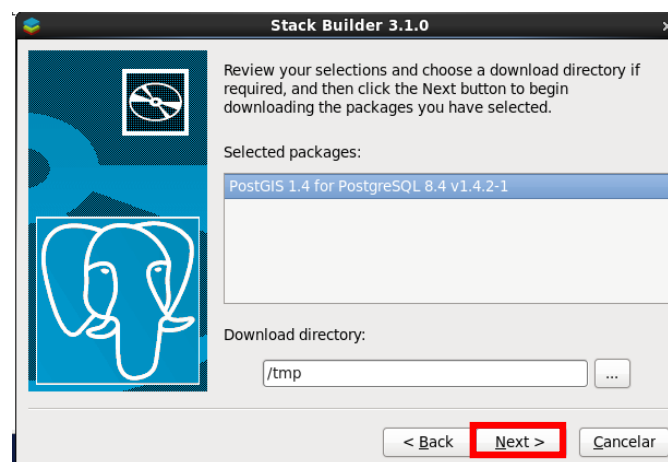 Stack Builder 3.1.0
Review your selections and choose a download directory if
required, and then click the Next button to begin
downloading the packages you have selected.
Selected packages:
PostGIS 1.4 for PostgreSQL 8.4 v1.4.2-1
Download directory:
/tmp
...
< Back
Next >
Cancelar